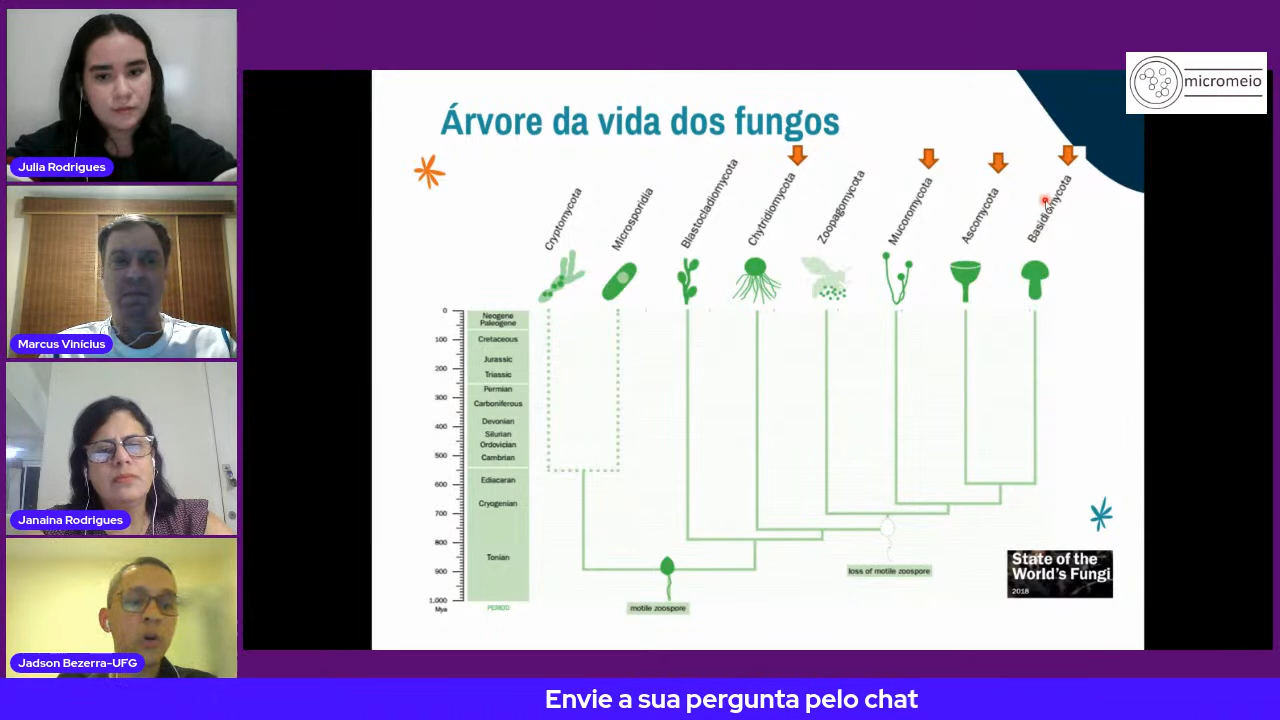 Julia Rodrigues
Marcus Vinícius
Janaina Rodrigues
Jadson Bezerra-UFG
micromeio
Árvore da vida dos fungos
Cryptomycota
Microsporidia
Blastocladiomycota
Chytridiomycota
Zoopagomycota
Mucoromycota
Ascomycota
Basidiomycota
0
100
200
300
400
500
600
700
800
900
1,000
Mya
Neogene
Paleogene
Cretaceous
Jurassic
Triassic
Permian
Carboniferous
Devonian
Silurian
Ordovician
Cambrian
Ediacaran
Cryogenian
Tonian
PERIOD
motile zoospore
loss of motile zoospore
State of the
World's Fungi
2018
Envie a sua pergunta pelo chat